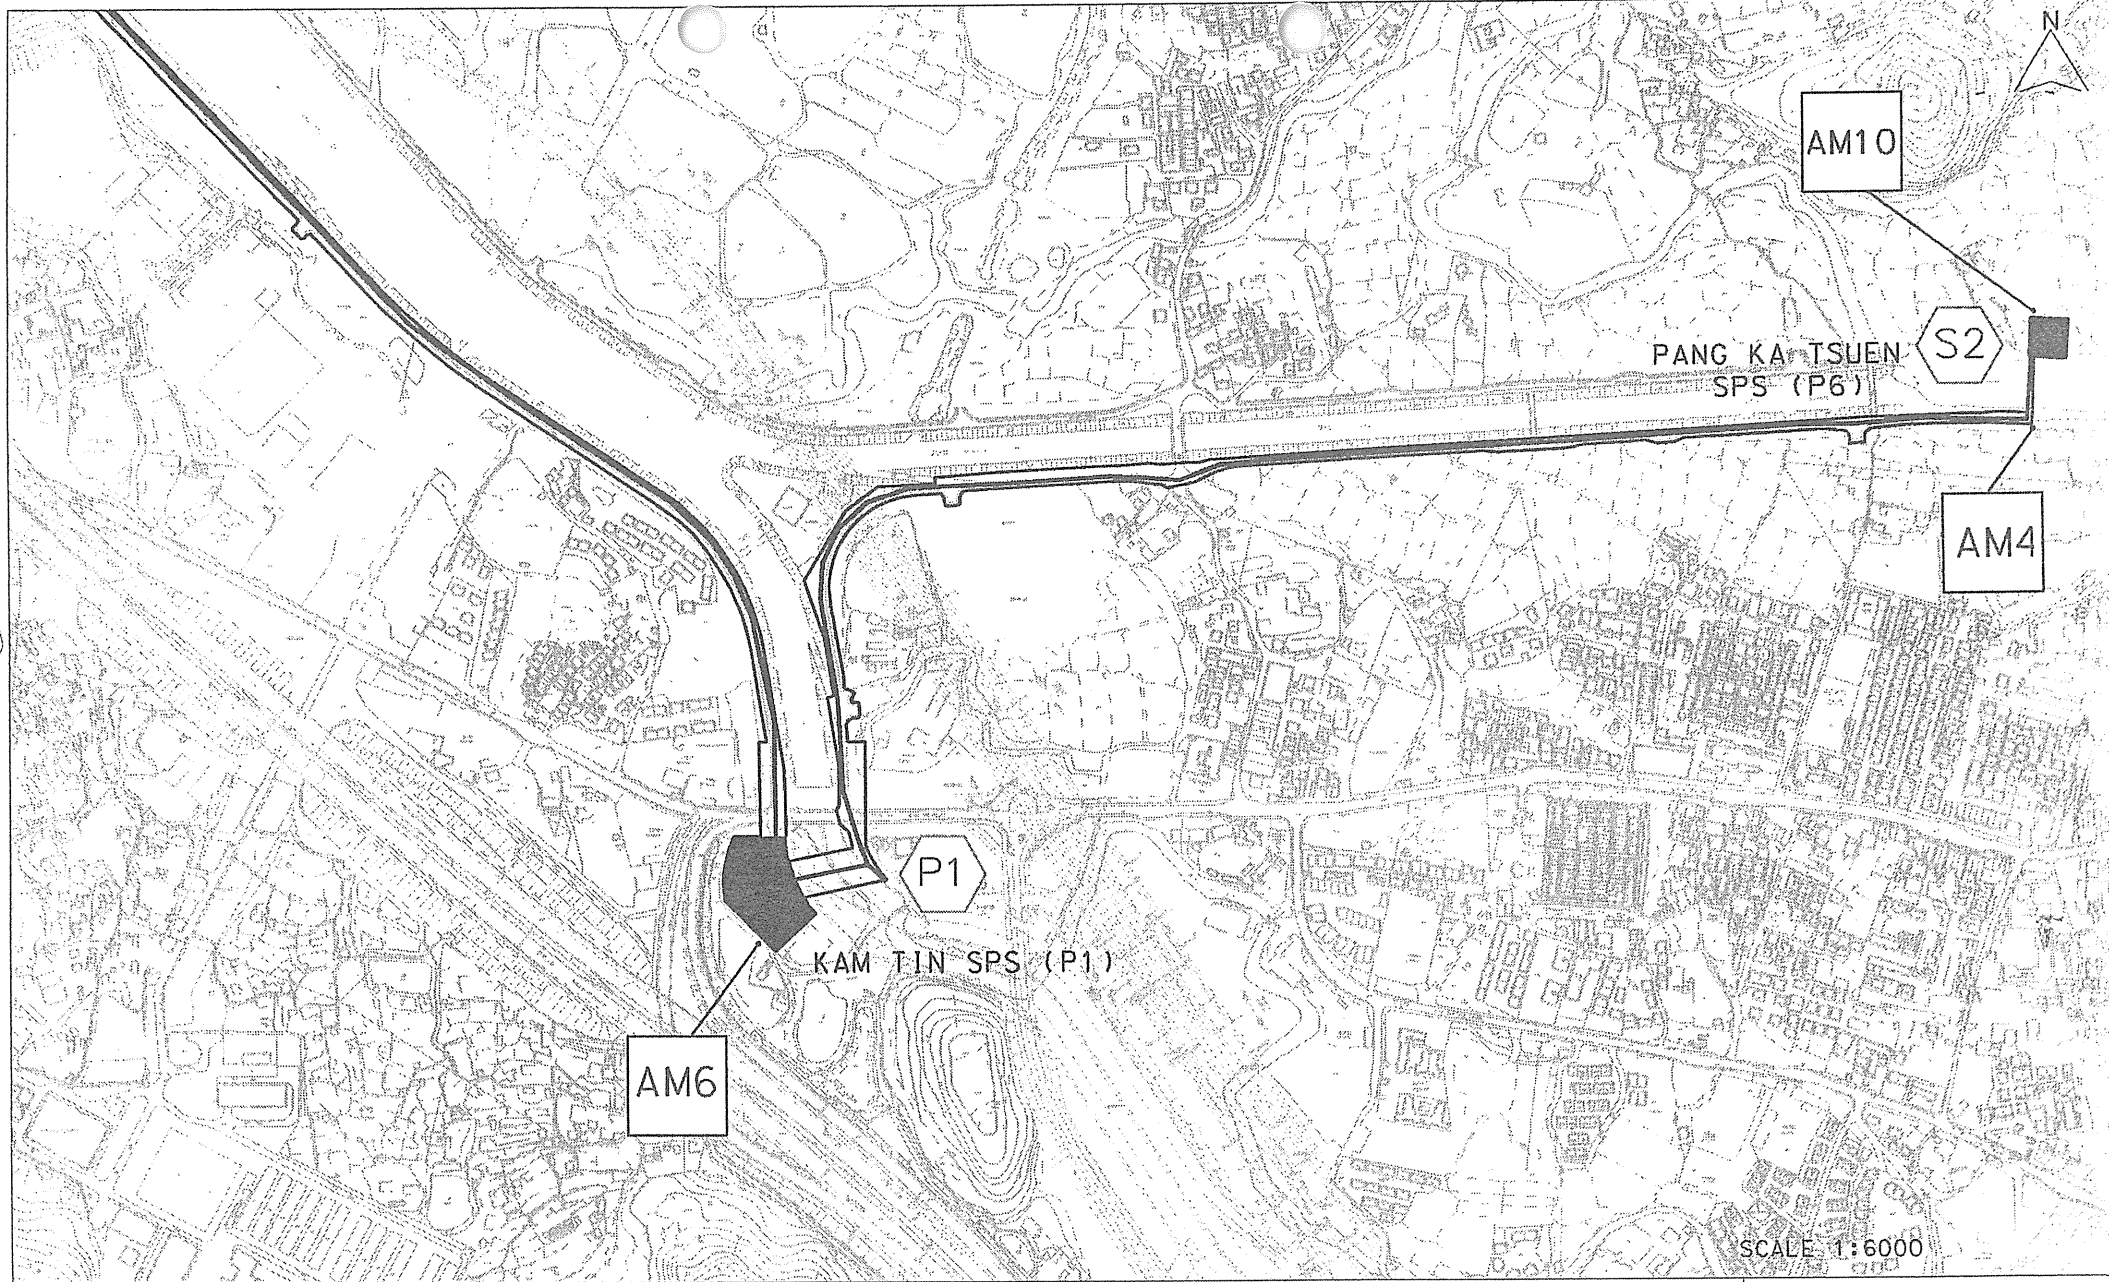 N
AM10
PANG KA TSUEN
SPS (P6)
S2
AM4
P1
KAM TIN SPS (P1)
AM6
SCALE 1:6000